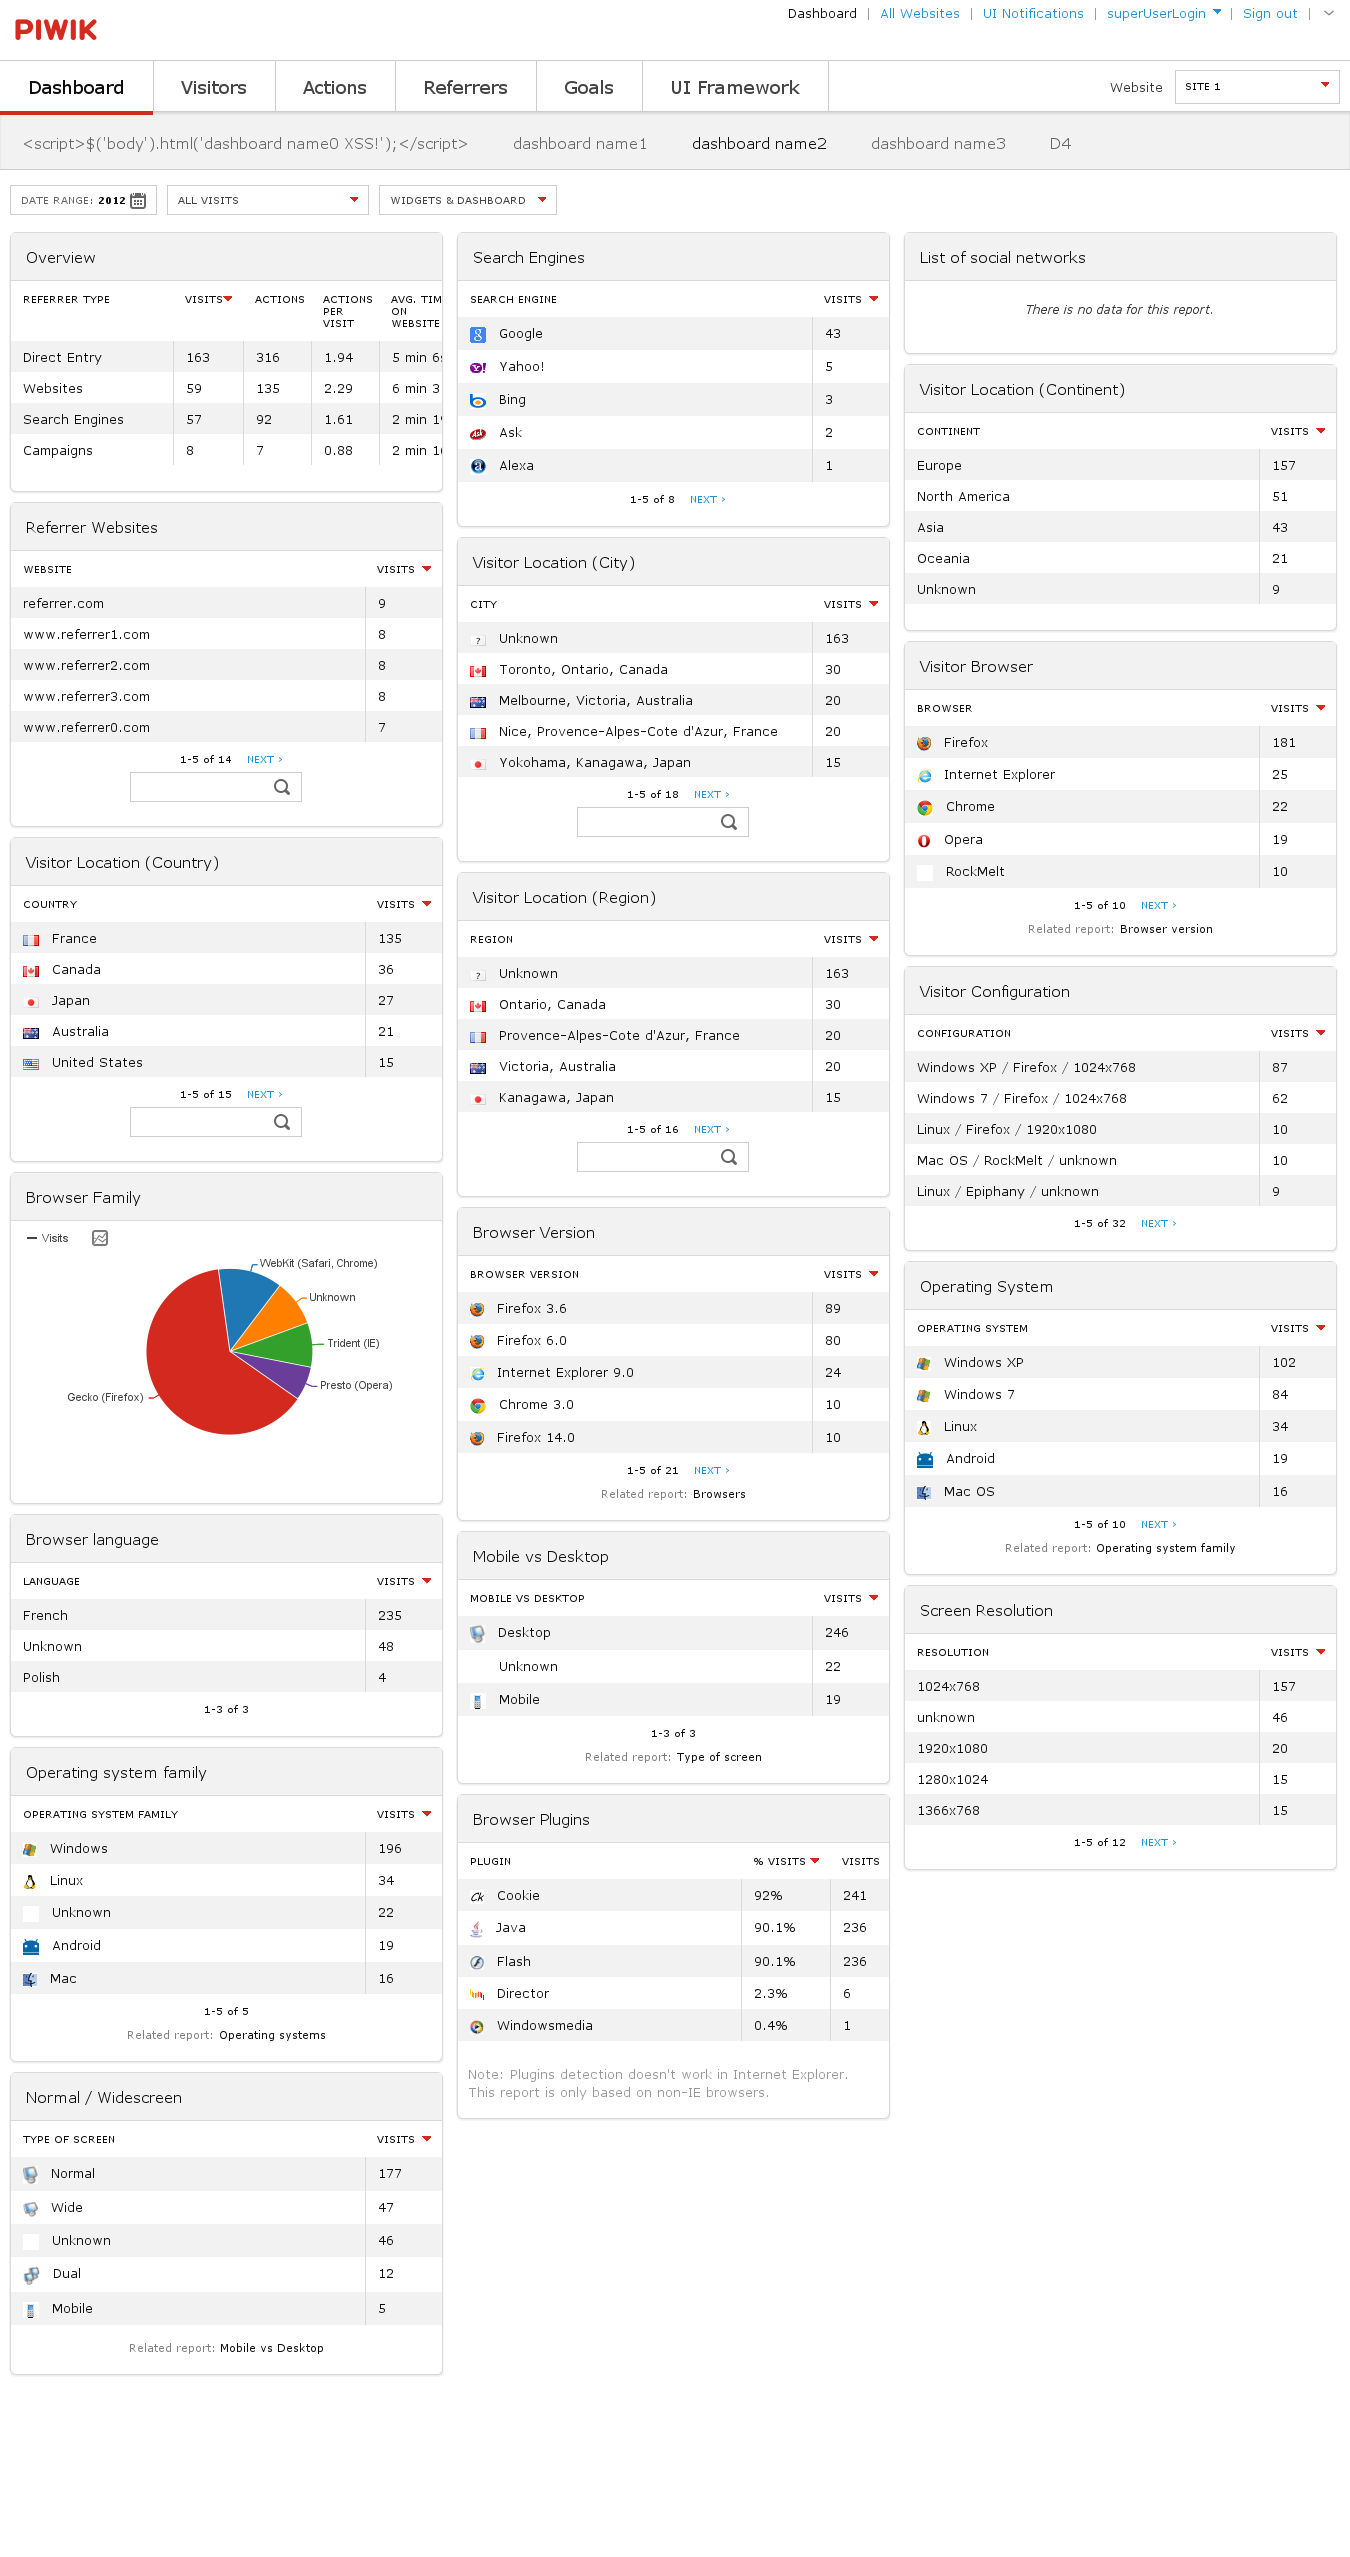 PIWIK
Dashboard | All Websites | UI Notifications | superUserLogin | Sign out |
Dashboard Visitors Actions Referrers Goals UI Framework Website SITE 1
<script>$('body').html('dashboard name0 XSS!');</script> dashboard name1 dashboard name2 dashboard name3 D4
DATE RANGE: 2012 ALL VISITS WIDGETS & DASHBOARD
Overview
REFERRER TYPE VISITS ACTIONS ACTIONS PER VISIT AVG. TIM ON WEBSITE
Direct Entry 163 316 1.94 5 min 6s
Websites 59 135 2.29 6 min 3
Search Engines 57 92 1.61 2 min 19
Campaigns 8 7 0.88 2 min 16
Referrer Websites
WEBSITE VISITS
referrer.com 9
www.referrer1.com 8
www.referrer2.com 8
www.referrer3.com 8
www.referrer0.com 7
1-5 of 14 NEXT ›
Visitor Location (Country)
COUNTRY VISITS
France 135
Canada 36
Japan 27
Australia 21
United States 15
1-5 of 15 NEXT ›
Browser Family
Visits
WebKit (Safari, Chrome)
Unknown
Trident (IE)
Presto (Opera)
Gecko (Firefox)
Browser language
LANGUAGE VISITS
French 235
Unknown 48
Polish 4
1-3 of 3
Operating system family
OPERATING SYSTEM FAMILY VISITS
Windows 196
Linux 34
Unknown 22
Android 19
Mac 16
1-5 of 5
Related report: Operating systems
Normal / Widescreen
TYPE OF SCREEN VISITS
Normal 177
Wide 47
Unknown 46
Dual 12
Mobile 5
Related report: Mobile vs Desktop
Search Engines
SEARCH ENGINE VISITS
Google 43
Yahoo! 5
Bing 3
Ask 2
Alexa 1
1-5 of 8 NEXT ›
Visitor Location (City)
CITY VISITS
Unknown 163
Toronto, Ontario, Canada 30
Melbourne, Victoria, Australia 20
Nice, Provence-Alpes-Cote d'Azur, France 20
Yokohama, Kanagawa, Japan 15
1-5 of 18 NEXT ›
Visitor Location (Region)
REGION VISITS
Unknown 163
Ontario, Canada 30
Provence-Alpes-Cote d'Azur, France 20
Victoria, Australia 20
Kanagawa, Japan 15
1-5 of 16 NEXT ›
Browser Version
BROWSER VERSION VISITS
Firefox 3.6 89
Firefox 6.0 80
Internet Explorer 9.0 24
Chrome 3.0 10
Firefox 14.0 10
1-5 of 21 NEXT ›
Related report: Browsers
Mobile vs Desktop
MOBILE VS DESKTOP VISITS
Desktop 246
Unknown 22
Mobile 19
1-3 of 3
Related report: Type of screen
Browser Plugins
PLUGIN % VISITS VISITS
Cookie 92% 241
Java 90.1% 236
Flash 90.1% 236
Director 2.3% 6
Windowsmedia 0.4% 1
Note: Plugins detection doesn't work in Internet Explorer.
This report is only based on non-IE browsers.
List of social networks
There is no data for this report.
Visitor Location (Continent)
CONTINENT VISITS
Europe 157
North America 51
Asia 43
Oceania 21
Unknown 9
Visitor Browser
BROWSER VISITS
Firefox 181
Internet Explorer 25
Chrome 22
Opera 19
RockMelt 10
1-5 of 10 NEXT ›
Related report: Browser version
Visitor Configuration
CONFIGURATION VISITS
Windows XP / Firefox / 1024x768 87
Windows 7 / Firefox / 1024x768 62
Linux / Firefox / 1920x1080 10
Mac OS / RockMelt / unknown 10
Linux / Epiphany / unknown 9
1-5 of 32 NEXT ›
Operating System
OPERATING SYSTEM VISITS
Windows XP 102
Windows 7 84
Linux 34
Android 19
Mac OS 16
1-5 of 10 NEXT ›
Related report: Operating system family
Screen Resolution
RESOLUTION VISITS
1024x768 157
unknown 46
1920x1080 20
1280x1024 15
1366x768 15
1-5 of 12 NEXT ›